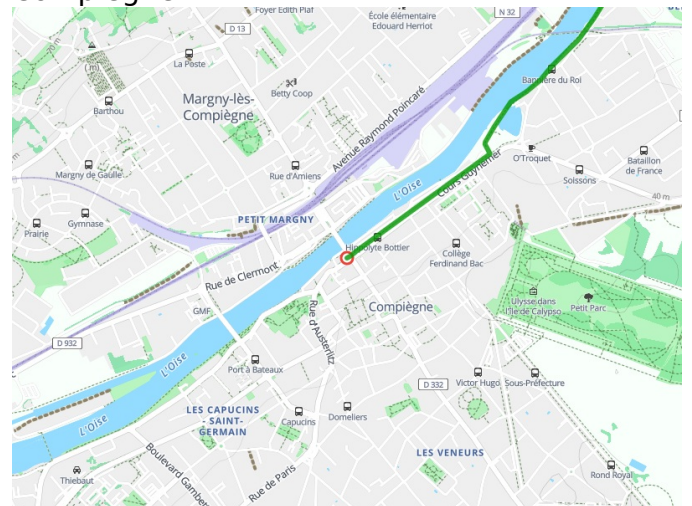 Foyer Edith Piaf
École élémentaire
Edouard Herriot
N 32
D 13
La Poste
Bannière du Roi
Betty Coop
Barthou
Margny-lès-
Compiègne
Avenue Raymond Poincaré
O'Troquet
Bataillon
de France
Margny de Gaulle
Rue d'Amiens
Cours Guynemer
Soissons
L'Oise
40 m
Gymnase
PETIT MARGNY
Prairie
Hippolyte Bottier
Collège
Ferdinand Bac
Rue de Clermont
Ulysse dans
l'Île de Calypso
Petit Parc
GMF
Compiègne
Rue d'Austerlitz
D 932
L'Oise
Port à Bateaux
Victor Hugo
Sous-Préfecture
D 332
LES CAPUCINS
- SAINT-
GERMAIN
Capucins
Domeliers
L'Oise
LES VENEURS
Thiebaut
Boulevard Gamber
Rue de Paris
Rond Royal